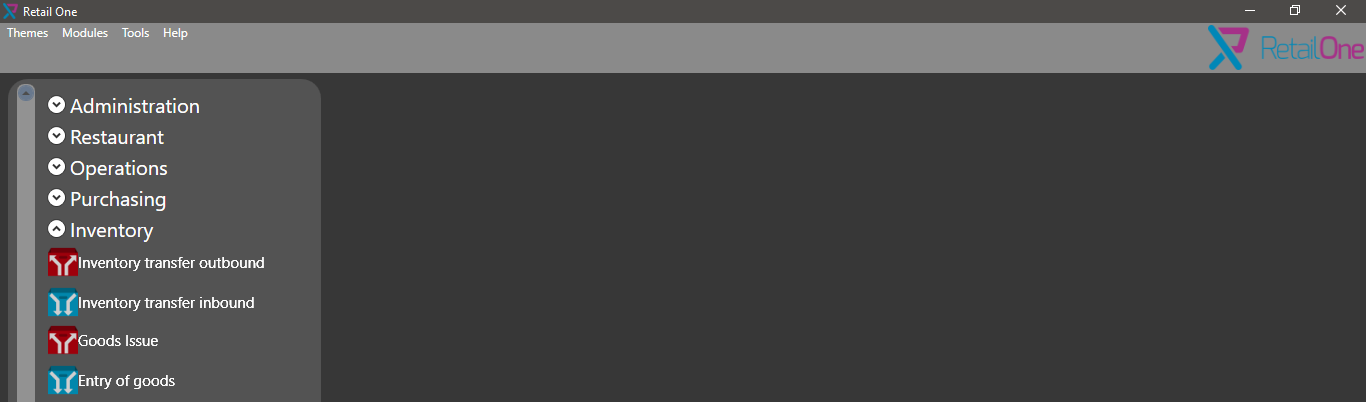 Retail One
Themes Modules Tools Help
RetailOne
Administration
Restaurant
Operations
Purchasing
Inventory
Inventory transfer outbound
Inventory transfer inbound
Goods Issue
Entry of goods